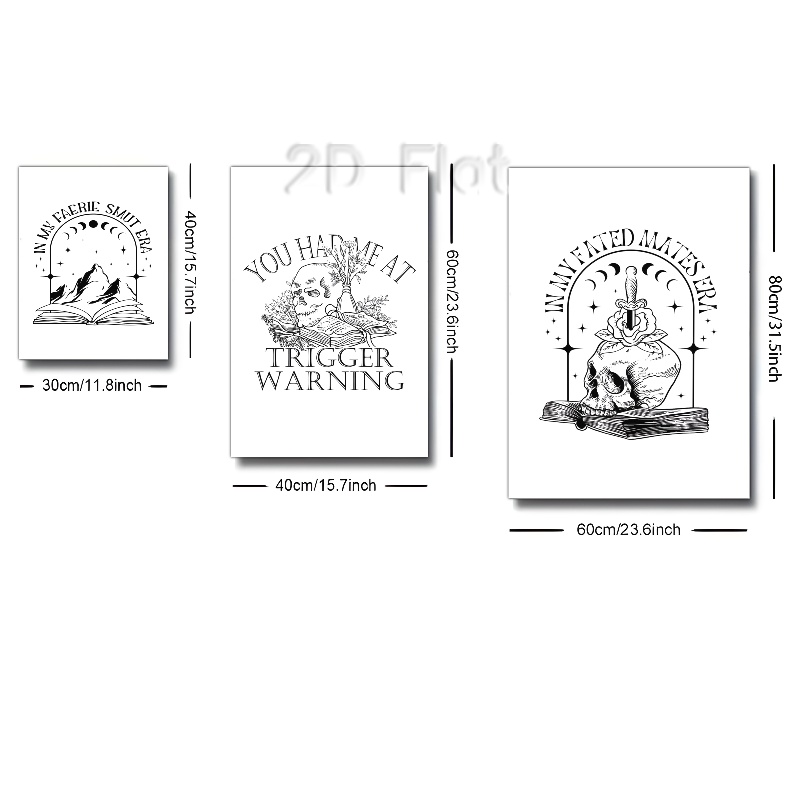 2D Flat
IN MY FAERIE SMUT ERA
40cm/15.7inch
30cm/11.8inch
YOU HAD ME AT
TRIGGER
WARNING
60cm/23.6inch
40cm/15.7inch
IN MY FATED MATES ERA
80cm/31.5inch
60cm/23.6inch